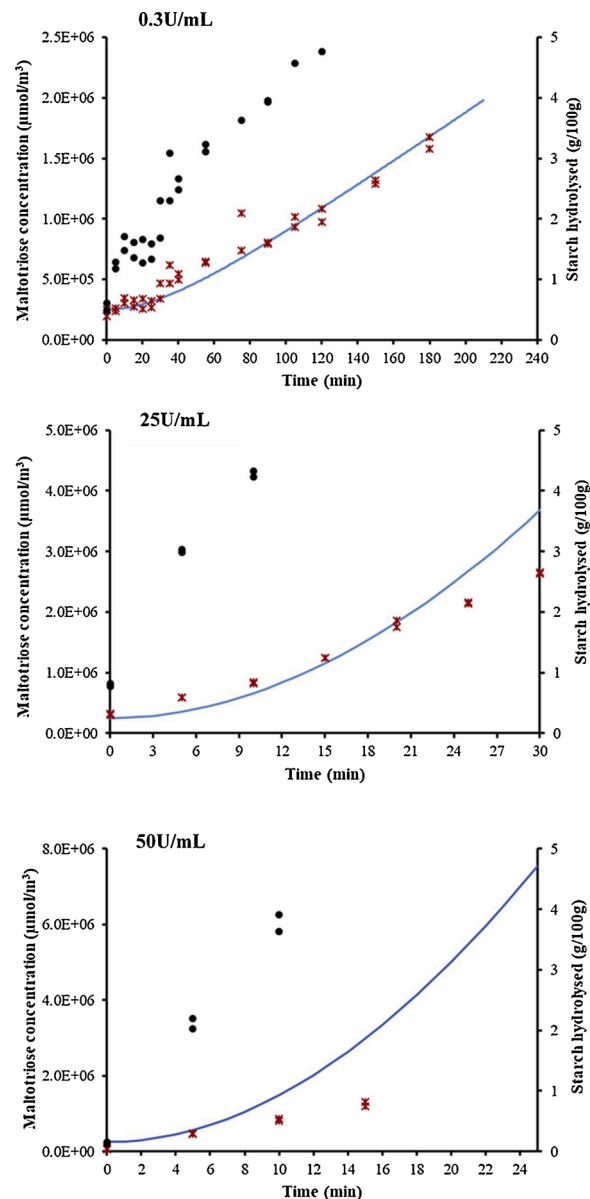 0.3U/mL
2.5E+06
2.0E+06
1.5E+06
1.0E+06
5.0E+05
0.0E+00
Maltotriose concentration (µmol/m³)
5
4
3
2
1
0
Starch hydrolysed (g/100g)
0 20 40 60 80 100 120 140 160 180 200 220 240
Time (min)
25U/mL
5.0E+06
4.0E+06
3.0E+06
2.0E+06
1.0E+06
0.0E+00
Maltotriose concentration (µmol/m³)
5
4
3
2
1
0
Starch hydrolysed (g/100g)
0 3 6 9 12 15 18 21 24 27 30
Time (min)
50U/mL
8.0E+06
6.0E+06
4.0E+06
2.0E+06
0.0E+00
Maltotriose concentration (µmol/m³)
5
4
3
2
1
0
Starch hydrolysed (g/100g)
0 2 4 6 8 10 12 14 16 18 20 22 24
Time (min)